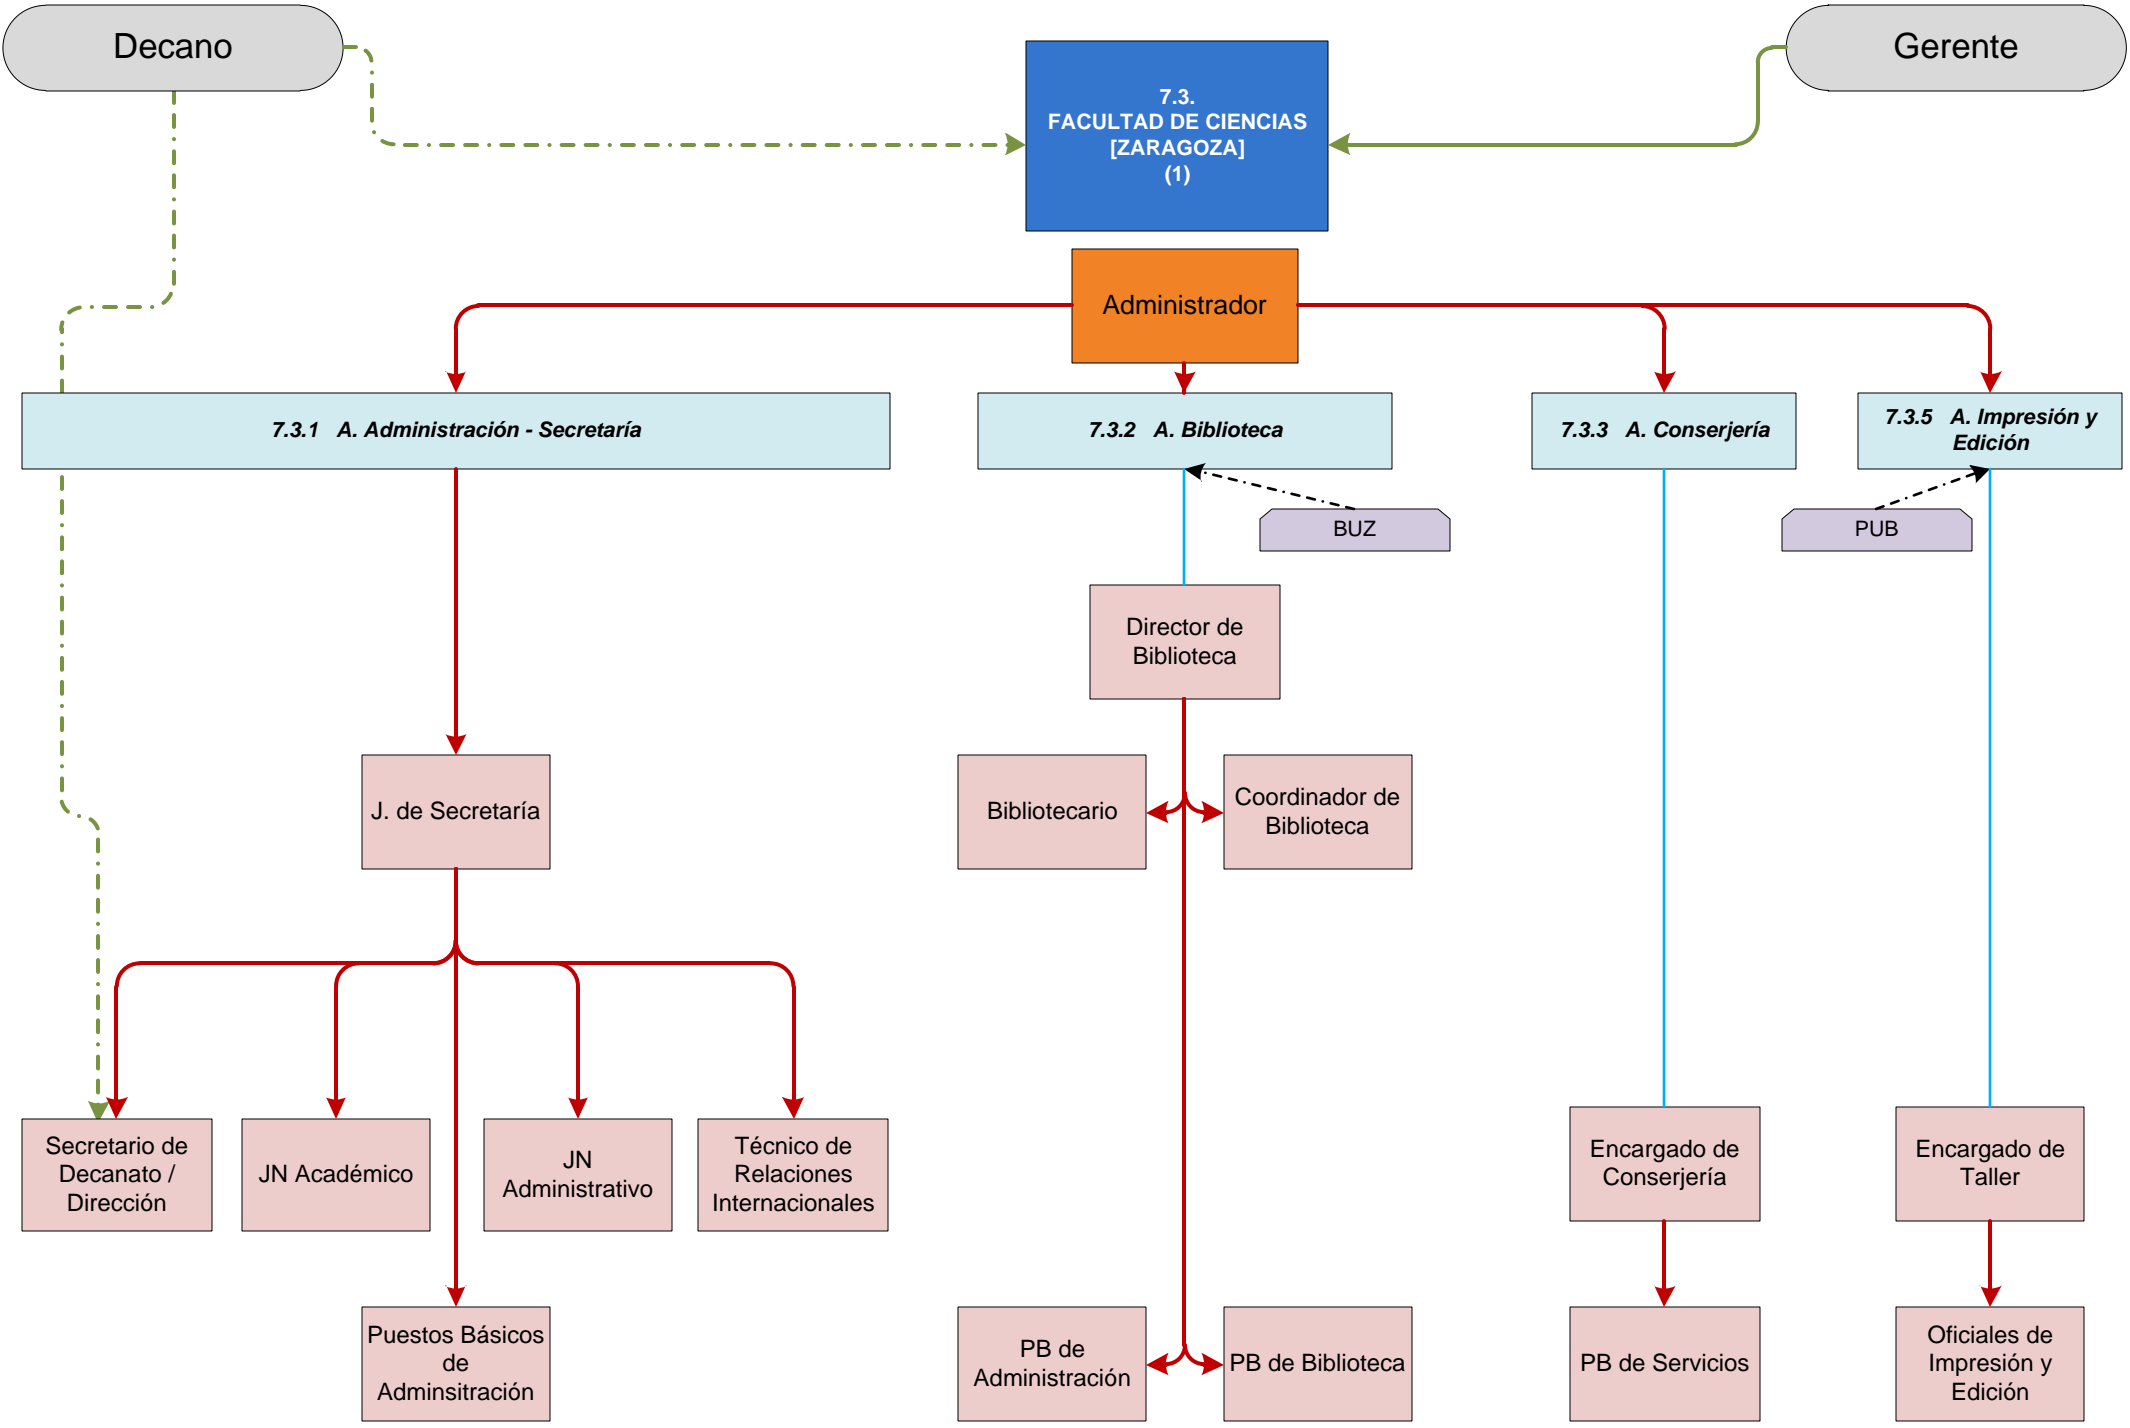 Decano
Gerente
7.3.
FACULTAD DE CIENCIAS
[ZARAGOZA]
(1)
Administrador
7.3.1 A. Administración - Secretaría
7.3.2 A. Biblioteca
7.3.3 A. Conserjería
7.3.5 A. Impresión y
Edición
BUZ
PUB
Director de
Biblioteca
J. de Secretaría
Bibliotecario
Coordinador de
Biblioteca
Secretario de
Decanato /
Dirección
JN Académico
JN
Administrativo
Técnico de
Relaciones
Internacionales
Encargado de
Conserjería
Encargado de
Taller
Puestos Básicos
de
Adminsitración
PB de
Administración
PB de Biblioteca
PB de Servicios
Oficiales de
Impresión y
Edición